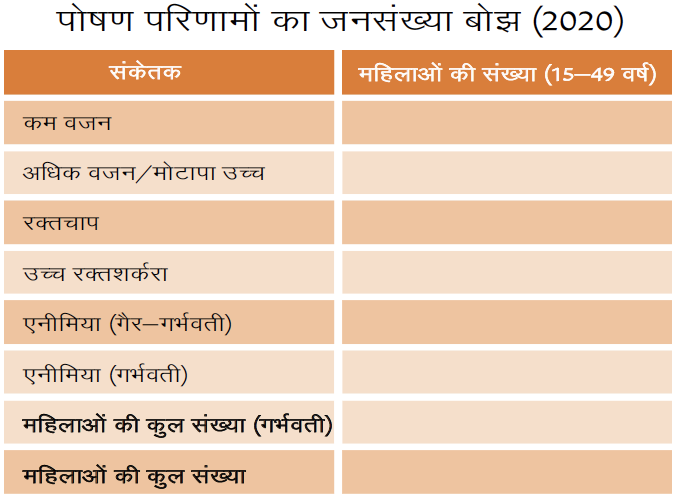 पोषण परिणामों का जनसंख्या बोझ (2020)
संकेतक महिलाओं की संख्या (15–49 वर्ष)
कम वजन
अधिक वजन/मोटापा उच्च
रक्तचाप
उच्च रक्तशर्करा
एनीमिया (गैर–गर्भवती)
एनीमिया (गर्भवती)
महिलाओं की कुल संख्या (गर्भवती)
महिलाओं की कुल संख्या